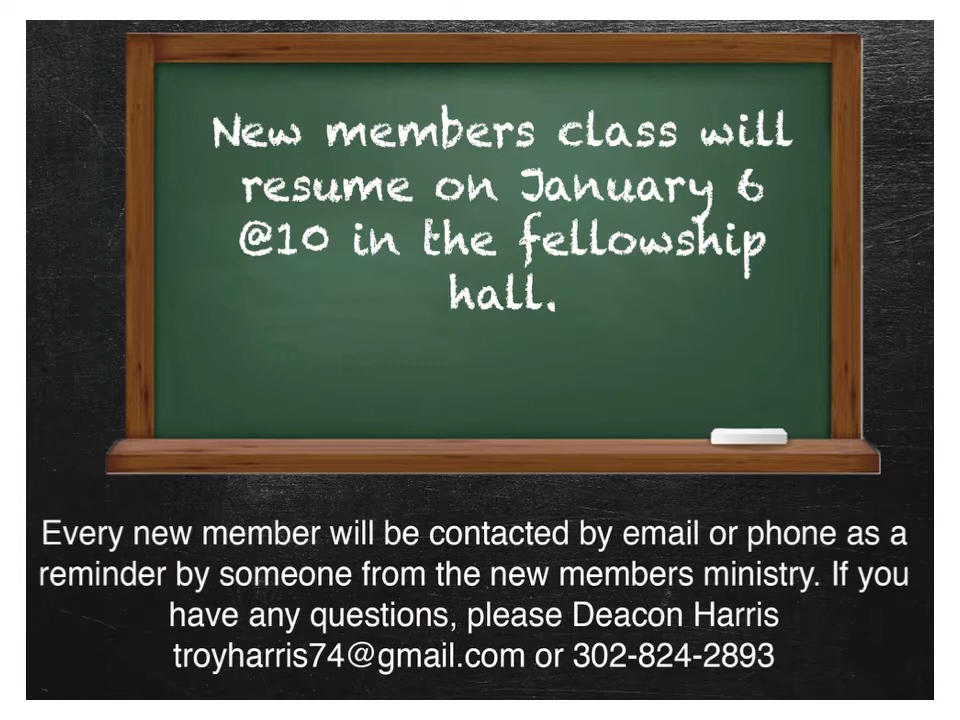 New members class will
resume on January 6
@10 in the fellowship
hall.
Every new member will be contacted by email or phone as a
reminder by someone from the new members ministry. If you
have any questions, please Deacon Harris
troyharris74@gmail.com or 302-824-2893